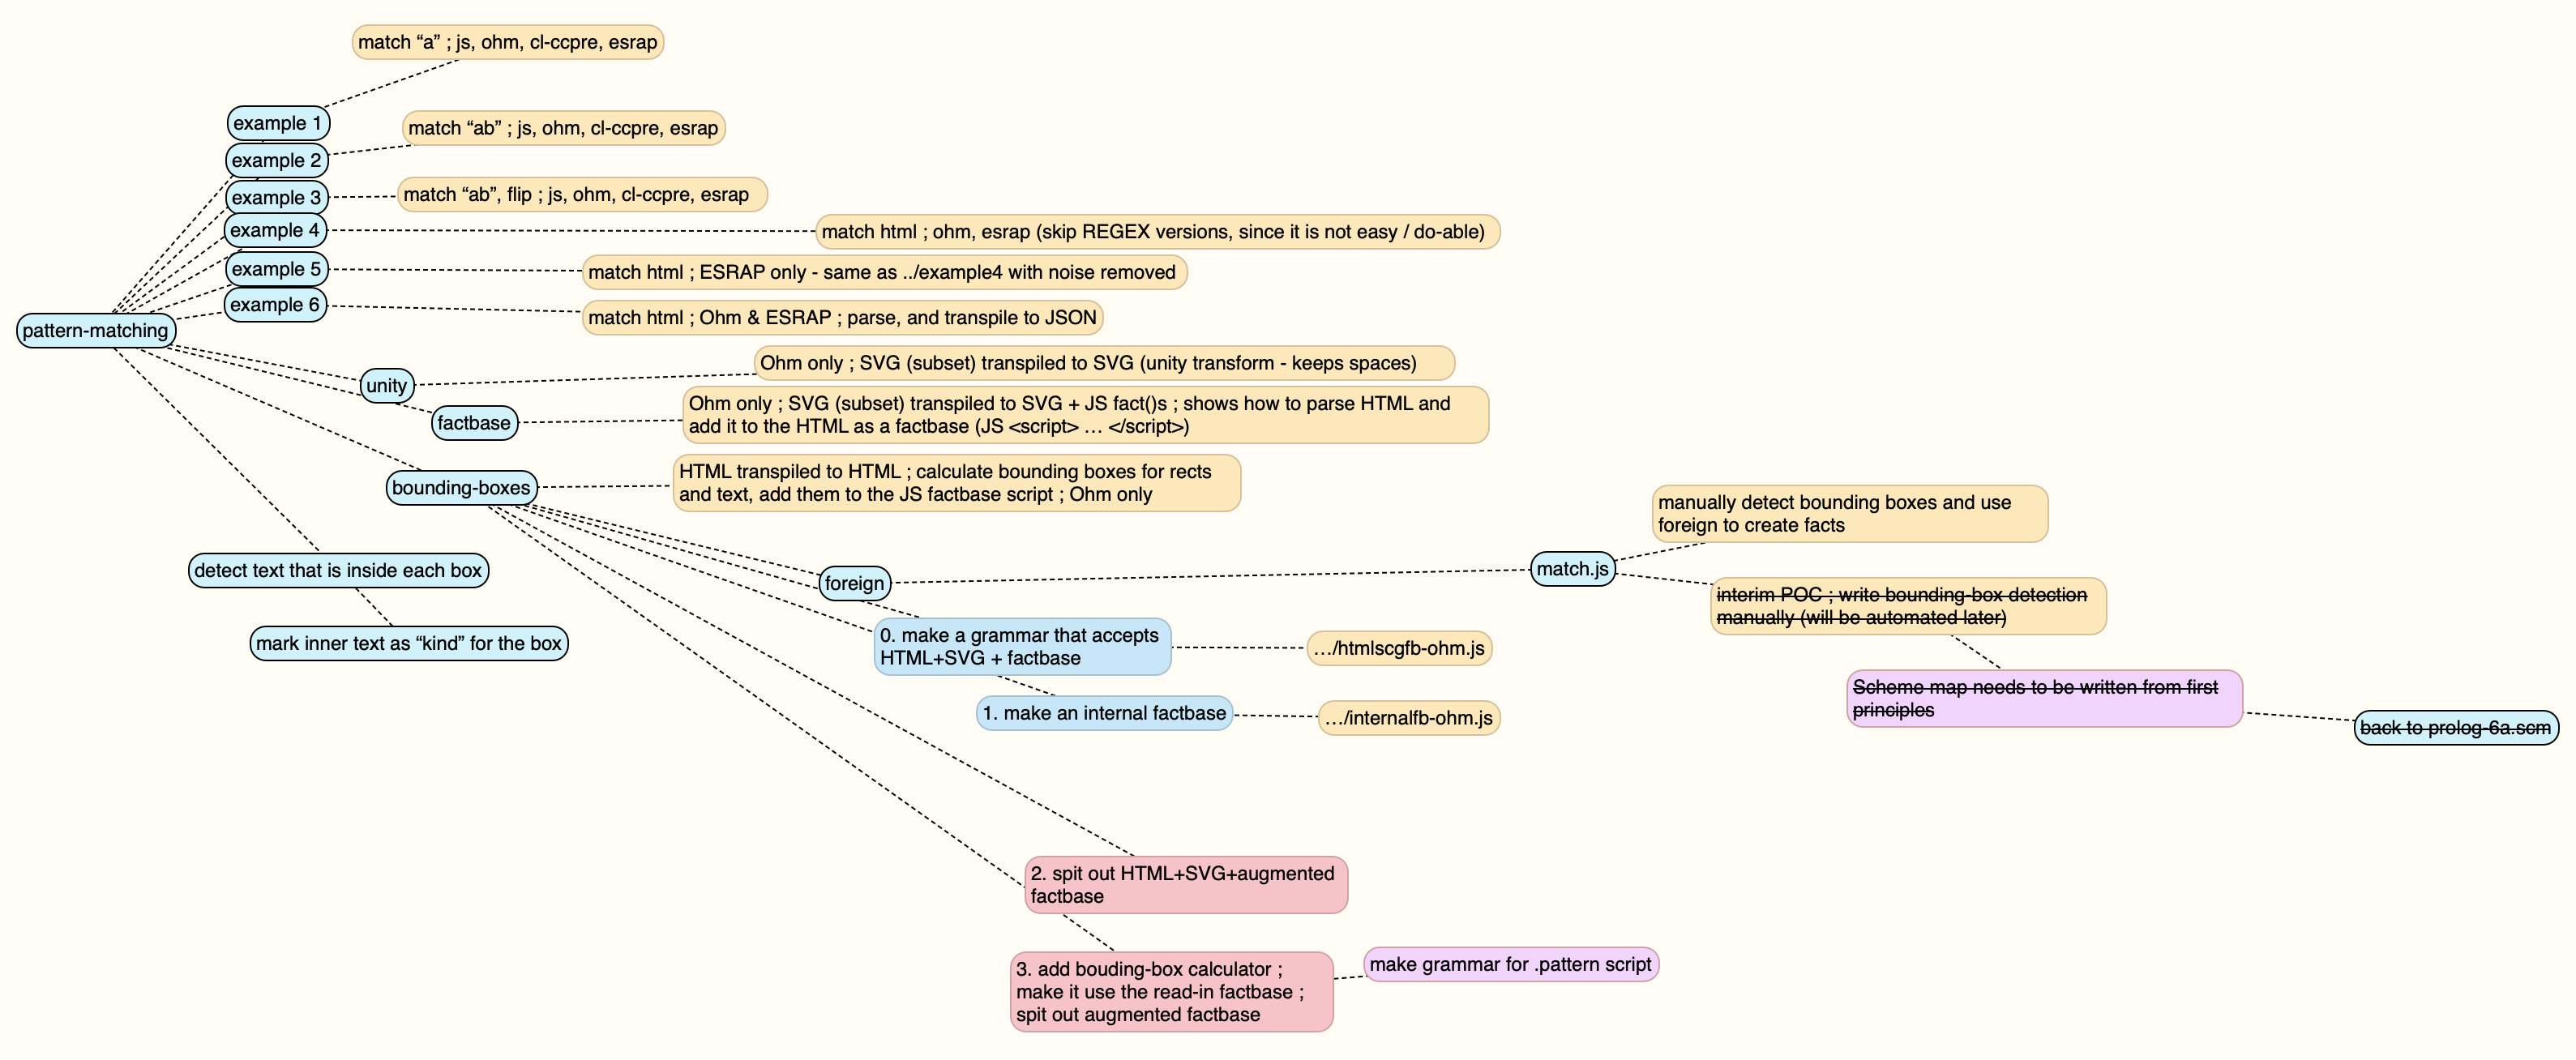 match “a” ; js, ohm, cl-ccpre, esrap
example 1
match “ab” ; js, ohm, cl-ccpre, esrap
example 2
example 3
match “ab”, flip ; js, ohm, cl-ccpre, esrap
example 4
match html ; ohm, esrap (skip REGEX versions, since it is not easy / do-able)
example 5
match html ; ESRAP only - same as ../example4 with noise removed
example 6
match html ; Ohm & ESRAP ; parse, and transpile to JSON
pattern-matching
unity
Ohm only ; SVG (subset) transpiled to SVG (unity transform - keeps spaces)
factbase
Ohm only ; SVG (subset) transpiled to SVG + JS fact()s ; shows how to parse HTML and
add it to the HTML as a factbase (JS <script> … </script>)
bounding-boxes
HTML transpiled to HTML ; calculate bounding boxes for rects
and text, add them to the JS factbase script ; Ohm only
manually detect bounding boxes and use
foreign to create facts
detect text that is inside each box
foreign
match.js
interim POC ; write bounding-box detection
manually (will be automated later)
mark inner text as “kind” for the box
0. make a grammar that accepts
HTML+SVG + factbase
…/htmlscgfb-ohm.js
Scheme map needs to be written from first
principles
1. make an internal factbase
…/internalfb-ohm.js
back to prolog-6a.scm
2. spit out HTML+SVG+augmented
factbase
3. add bouding-box calculator ;
make it use the read-in factbase ;
spit out augmented factbase
make grammar for .pattern script